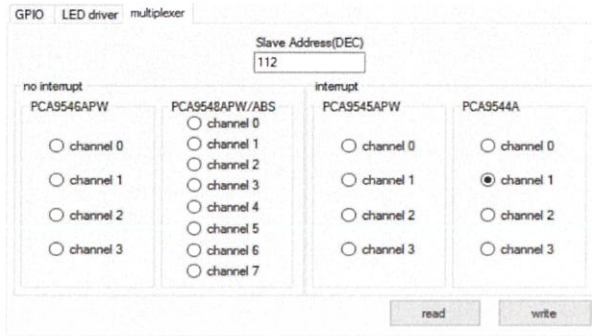 GPIO LED driver multiplexer
Slave Address(DEC)
112
no interrupt
PCA9546APW
channel 0
channel 1
channel 2
channel 3
PCA9548APW/ABS
channel 0
channel 1
channel 2
channel 3
channel 4
channel 5
channel 6
channel 7
interrupt
PCA9545APW
channel 0
channel 1
channel 2
channel 3
PCA9544A
channel 0
channel 1
channel 2
channel 3
read write